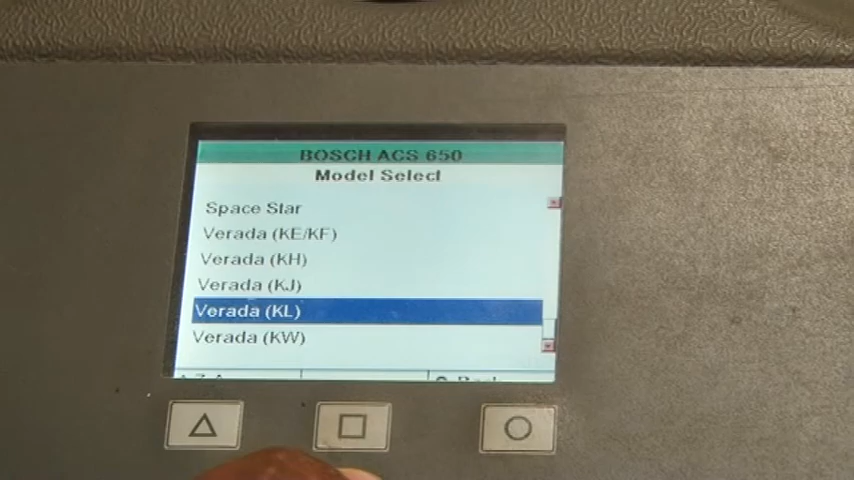 BOSCH ACS 650
Model Select
Space Star
Verada (KE/KF)
Verada (KH)
Verada (KJ)
Verada (KL)
Verada (KW)